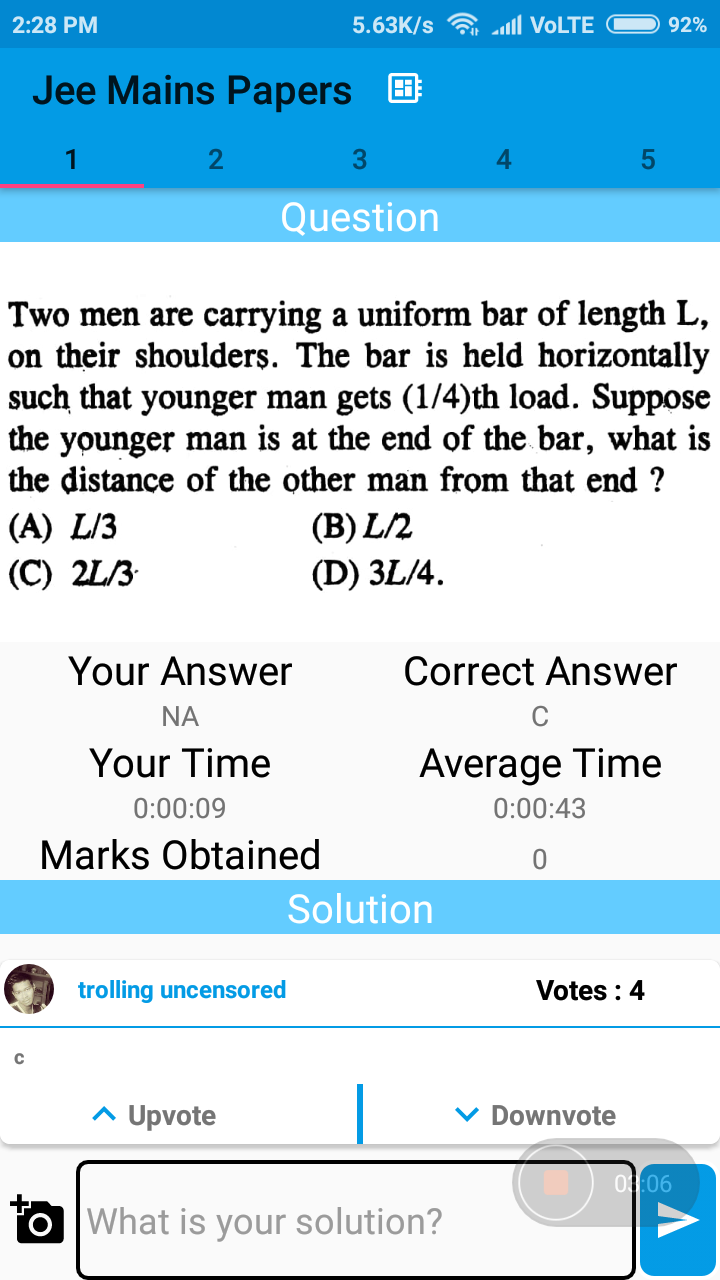 2:28 PM 5.63K/s VoLTE 92%
Jee Mains Papers
1 2 3 4 5
Question
Two men are carrying a uniform bar of length L,
on their shoulders. The bar is held horizontally
such that younger man gets (1/4)th load. Suppose
the younger man is at the end of the bar, what is
the distance of the other man from that end ?
(A) L/3 (B) L/2
(C) 2L/3 (D) 3L/4.
Your Answer Correct Answer
NA C
Your Time Average Time
0:00:09 0:00:43
Marks Obtained 0
Solution
trolling uncensored Votes : 4
c
Upvote Downvote
What is your solution? 03:06